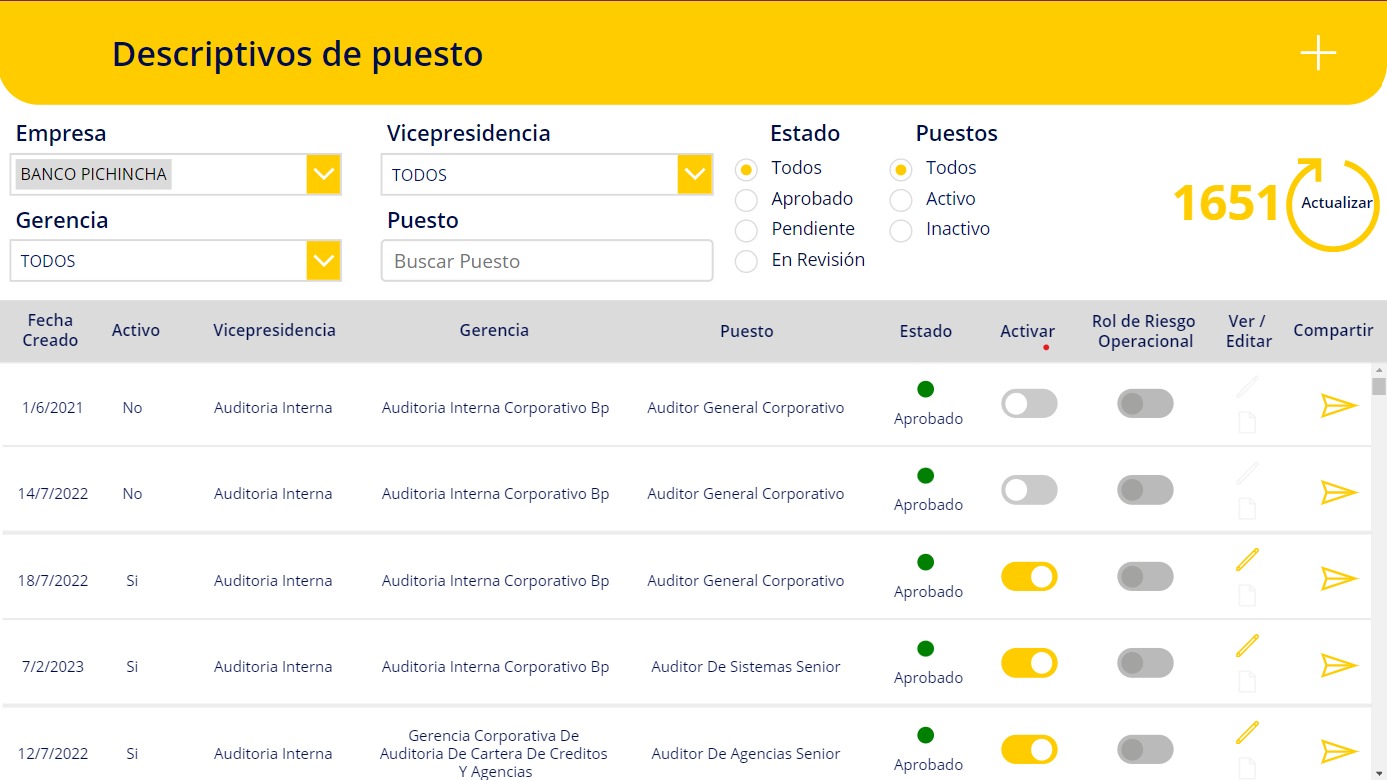 Descriptivos de puesto
Empresa
Vicepresidencia
Estado
Puestos
BANCO PICHINCHA
TODOS
Todos
Aprobado
Pendiente
En Revisión
Todos
Activo
Inactivo
1651
Actualizar
Gerencia
Puesto
TODOS
Buscar Puesto
Fecha
Creado
Activo
Vicepresidencia
Gerencia
Puesto
Estado
Activar
Rol de Riesgo
Operacional
Ver /
Editar
Compartir
1/6/2021 No Auditoria Interna Auditoria Interna Corporativo Bp Auditor General Corporativo Aprobado
14/7/2022 No Auditoria Interna Auditoria Interna Corporativo Bp Auditor General Corporativo Aprobado
18/7/2022 Si Auditoria Interna Auditoria Interna Corporativo Bp Auditor General Corporativo Aprobado
7/2/2023 Si Auditoria Interna Auditoria Interna Corporativo Bp Auditor De Sistemas Senior Aprobado
12/7/2022 Si Auditoria Interna
Gerencia Corporativa De
Auditoria De Cartera De Creditos
Y Agencias
Auditor De Agencias Senior
Aprobado